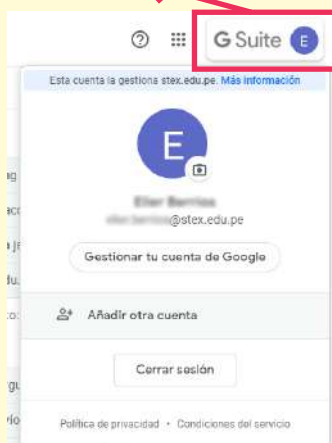 G Suite E
Esta cuenta la gestiona stex.edu.pe. Más información
E
@stex.edu.pe
Gestionar tu cuenta de Google
Añadir otra cuenta
Cerrar sesión
Política de privacidad • Condiciones del servicio